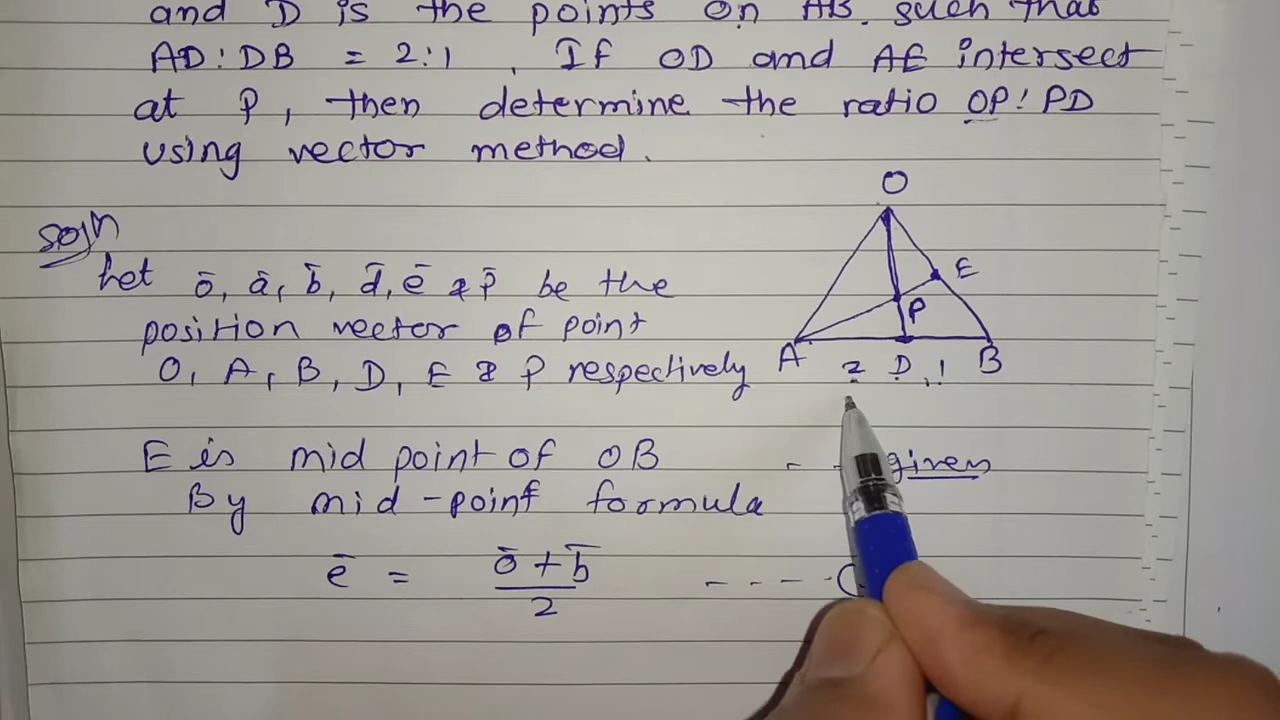 and D is the points on AB such that
AD:DB = 2:1 . If OD and AE intersect
at P, then determine the ratio OP:PD
using vector method.
Soln
Let ō, ā, b̄, d̄, ē & p̄ be the
position vector of point
O, A, B, D, E & P respectively
E is mid point of OB - - given
By mid-point formula
ē = ō + b̄ / 2 - - - -
O
E
P
A 2 D 1 B